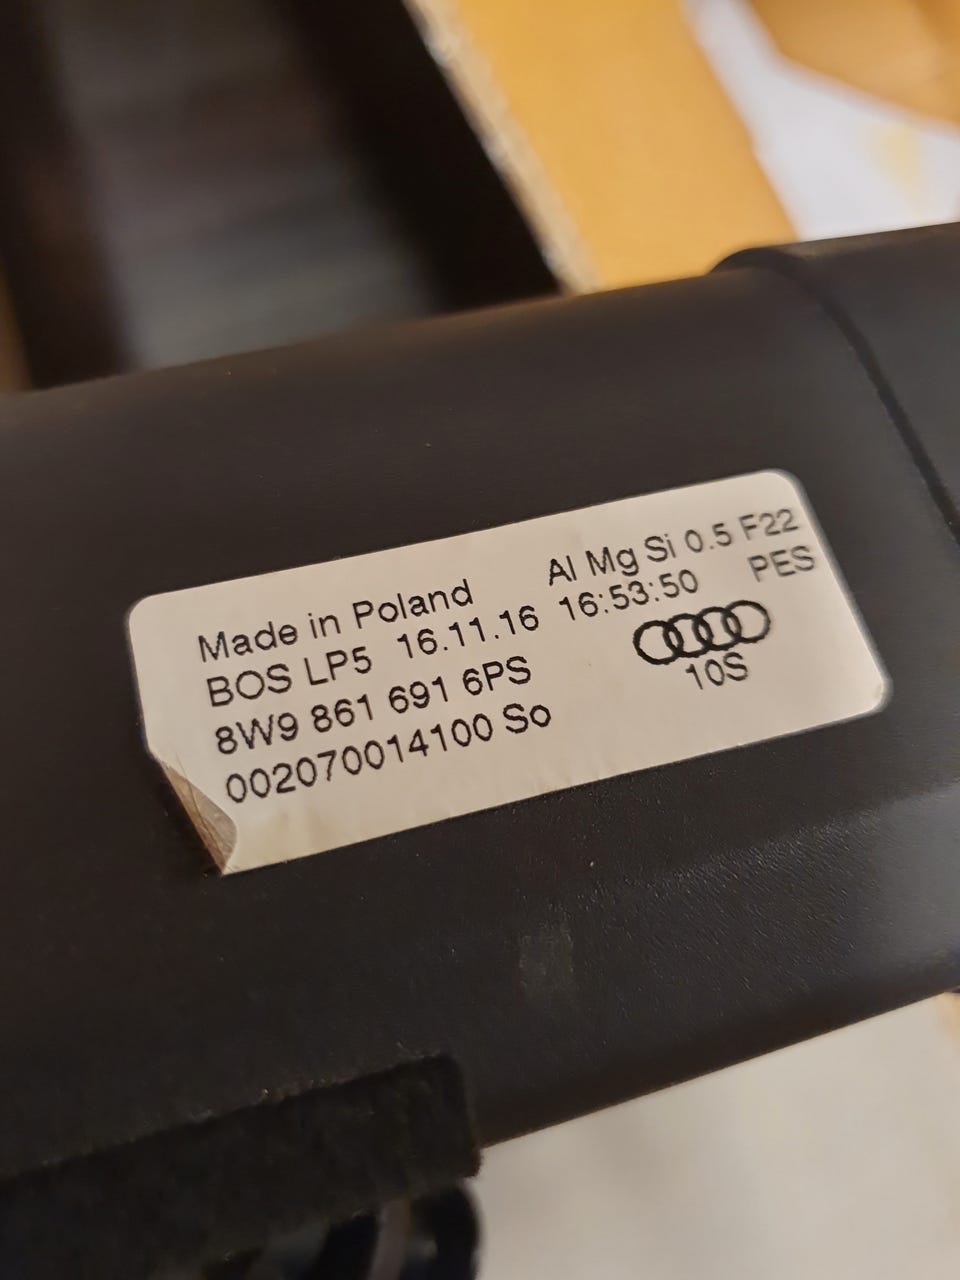 Made in Poland Al Mg Si 0.5 F22
BOS LP5 16.11.16 16:53:50 PES
8W9 861 691 6PS
10S
002070014100 So